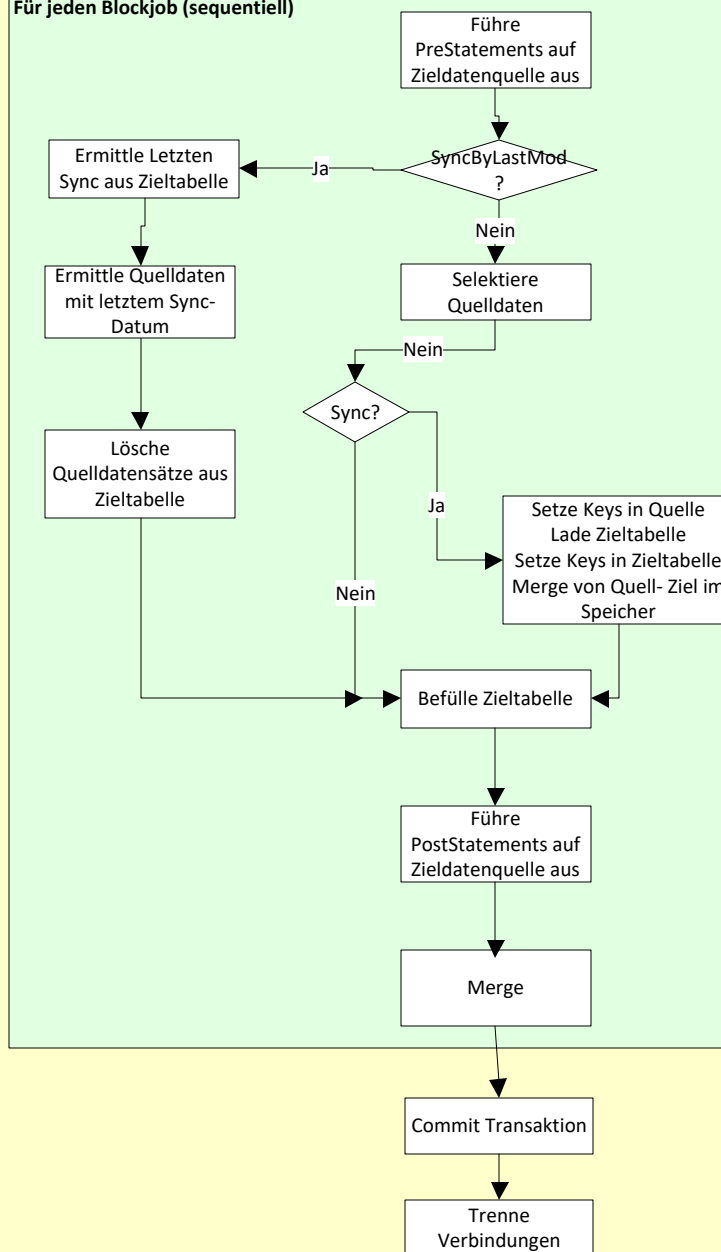 Für jeden Blockjob (sequentiell)
Führe
PreStatements auf
Zieldatenquelle aus
SyncByLastMod
?
Ja
Ermittle Letzten
Sync aus Zieltabelle
Nein
Ermittle Quelldaten
mit letztem Sync-
Datum
Selektiere
Quelldaten
Nein
Sync?
Lösche
Quelldatensätze aus
Zieltabelle
Ja
Setze Keys in Quelle
Lade Zieltabelle
Setze Keys in Zieltabelle
Merge von Quell- Ziel im
Speicher
Nein
Befülle Zieltabelle
Führe
PostStatements auf
Zieldatenquelle aus
Merge
Commit Transaktion
Trenne
Verbindungen